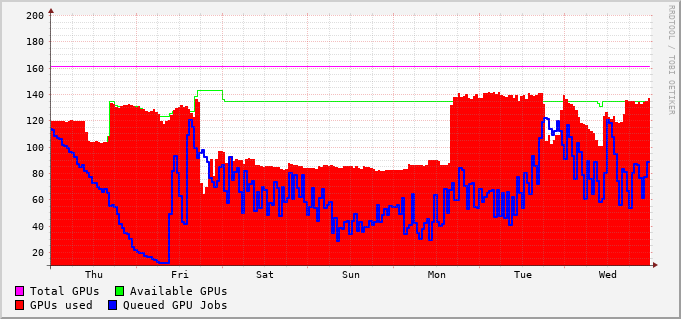 200
180
160
140
120
100
80
60
40
20
Thu Fri Sat Sun Mon Tue Wed
Total GPUs Available GPUs
GPUs used Queued GPU Jobs
RRDTOOL / TOBI OETIKER